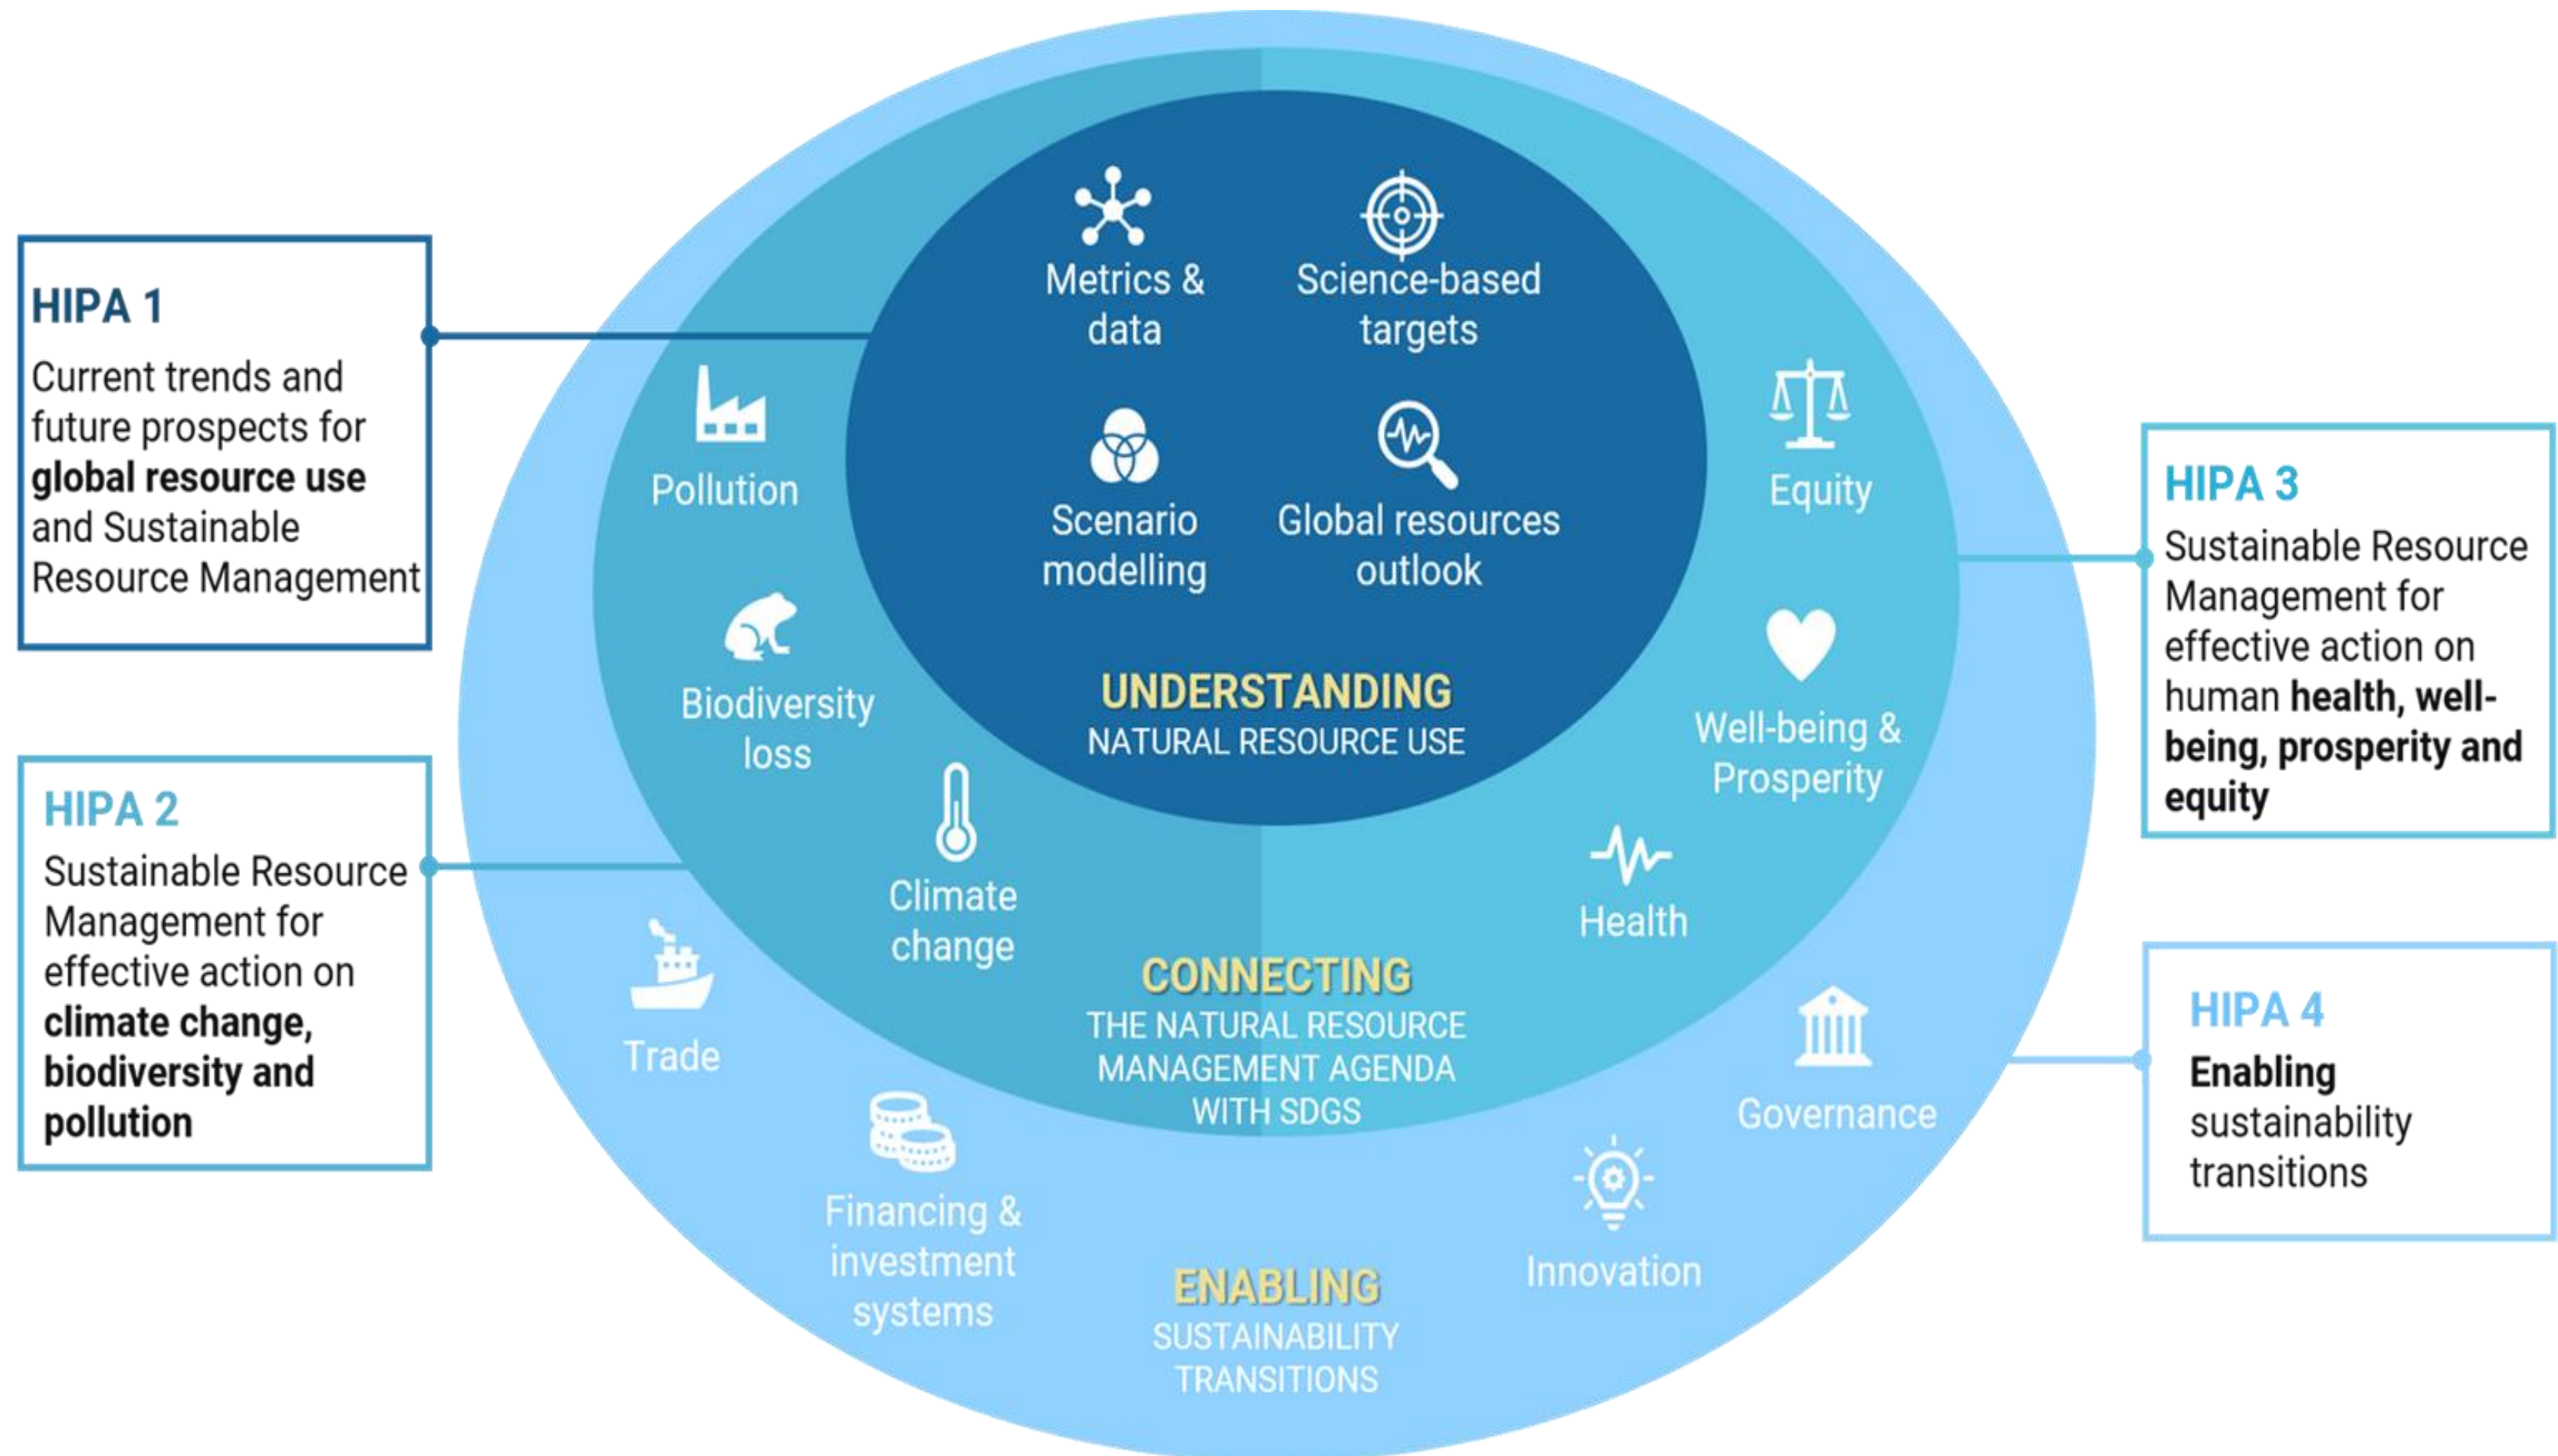 HIPA 1
Current trends and
future prospects for
global resource use
and Sustainable
Resource Management
HIPA 2
Sustainable Resource
Management for
effective action on
climate change,
biodiversity and
pollution
Metrics &
data
Science-based
targets
Scenario
modelling
Global resources
outlook
UNDERSTANDING
NATURAL RESOURCE USE
Pollution
Biodiversity
loss
Climate
change
Equity
Well-being &
Prosperity
Health
CONNECTING
THE NATURAL RESOURCE
MANAGEMENT AGENDA
WITH SDGS
Trade
Financing &
investment
systems
Governance
Innovation
ENABLING
SUSTAINABILITY
TRANSITIONS
HIPA 3
Sustainable Resource
Management for
effective action on
human health, well-
being, prosperity and
equity
HIPA 4
Enabling
sustainability
transitions